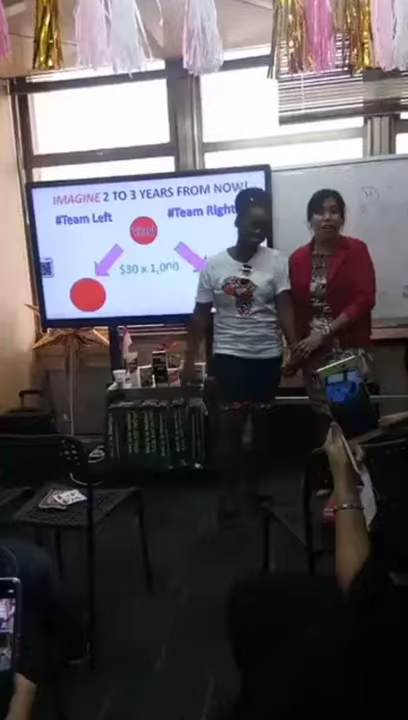 IMAGINE 2 TO 3 YEARS FROM NOW!
#Team Left
#Team Right
$30 x 1,000